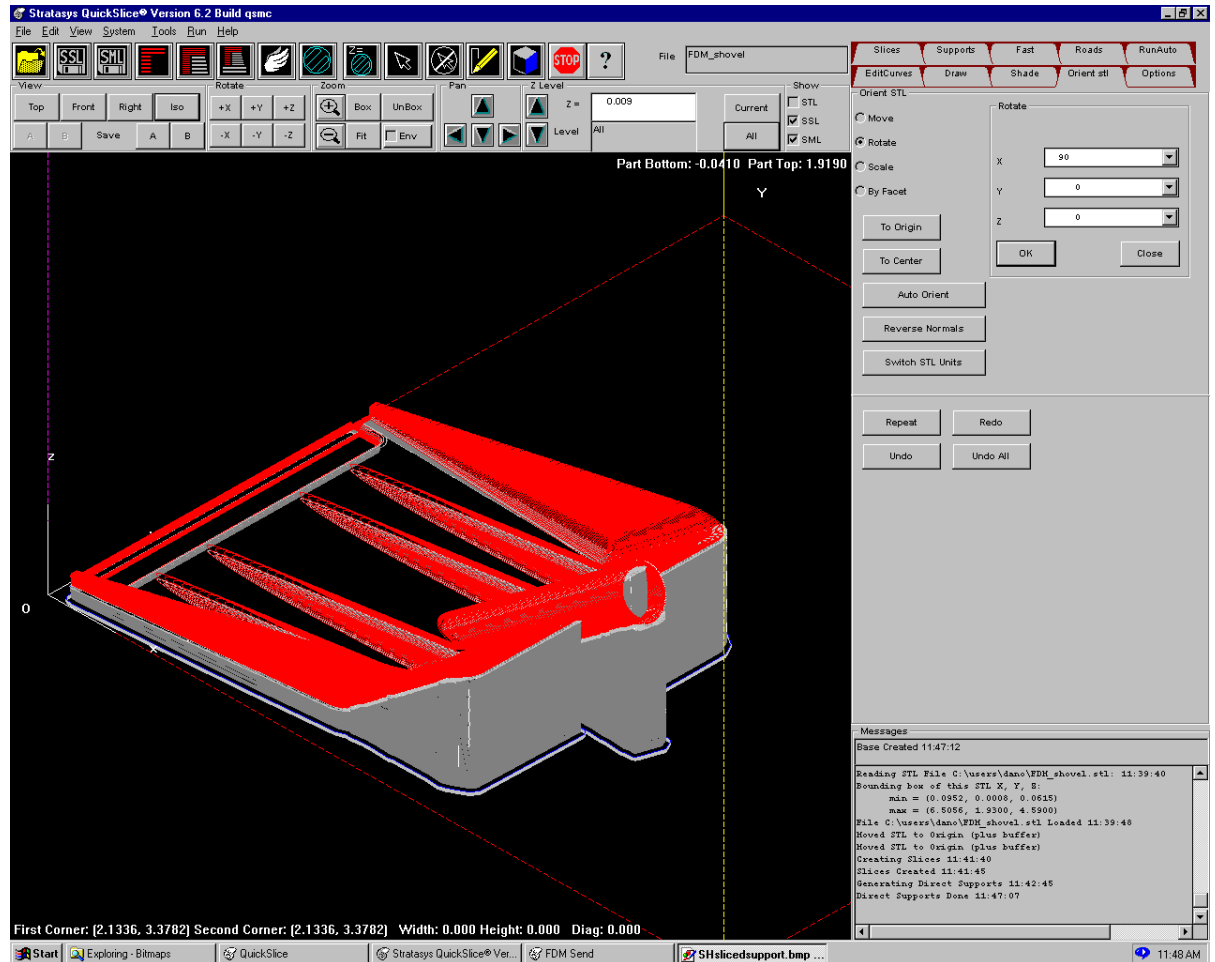 Stratasys QuickSlice® Version 6.2 Build qsmc
File Edit View System Tools Run Help
SSL SML Z= STOP ?
File FDM_shovel
Slices Supports Fast Roads RunAuto
EditCurves Draw Shade Orient stl Options
View Rotate Zoom Pan Z Level Show
Top Front Right Iso +X +Y +Z Box UnBox Z = 0.009 Current STL
SSL
A B Save A B -X -Y -Z Fit Env Level All All SML
Part Bottom: -0.0410 Part Top: 1.9190
Y
Z
O
X
Orient STL
Move
Rotate
Scale
By Facet
Rotate
X 90
Y 0
Z 0
OK Close
To Origin
To Center
Auto Orient
Reverse Normals
Switch STL Units
Repeat Redo
Undo Undo All
Messages
Base Created 11:47:12
Reading STL File C:\users\dano\FDM_shovel.stl: 11:39:40
Bounding box of this STL X, Y, Z:
min = (0.0952, 0.0008, 0.0615)
max = (6.5056, 1.9300, 4.5900)
File C:\users\dano\FDM_shovel.stl Loaded 11:39:48
Moved STL to Origin (plus buffer)
Moved STL to Origin (plus buffer)
Creating Slices 11:41:40
Slices Created 11:41:45
Generating Direct Supports 11:42:45
Direct Supports Done 11:47:07
First Corner: (2.1336, 3.3782) Second Corner: (2.1336, 3.3782) Width: 0.000 Height: 0.000 Diag: 0.000
Start Exploring - Bitmaps QuickSlice Stratasys QuickSlice® Ver... FDM Send SHslicedsupport.bmp ... 11:48 AM